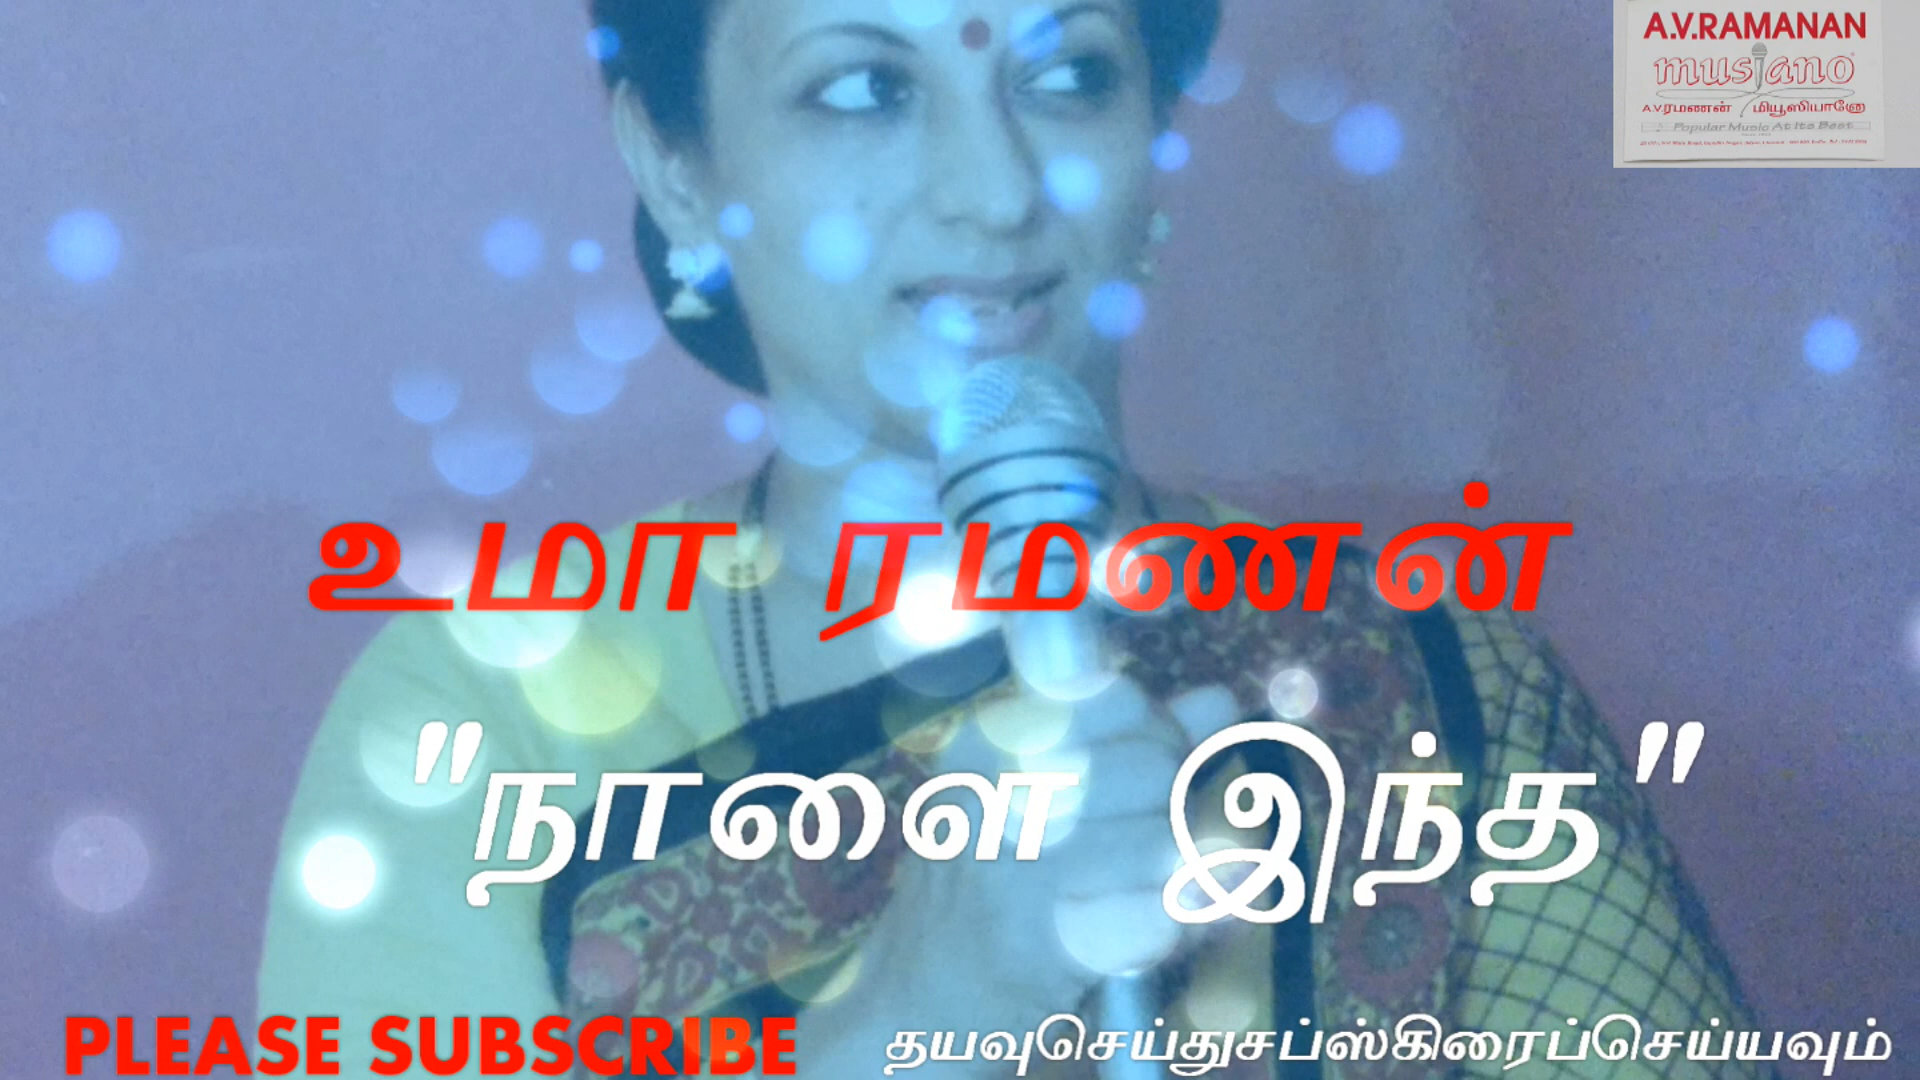 A.V.RAMANAN
musiano
A.V.ரமணன் மியூஸியானோ
Popular Music At Its Best
உமா ரமணன்
"நாளை இந்த"
PLEASE SUBSCRIBE
தயவுசெய்துசப்ஸ்கிரைப்செய்யவும்